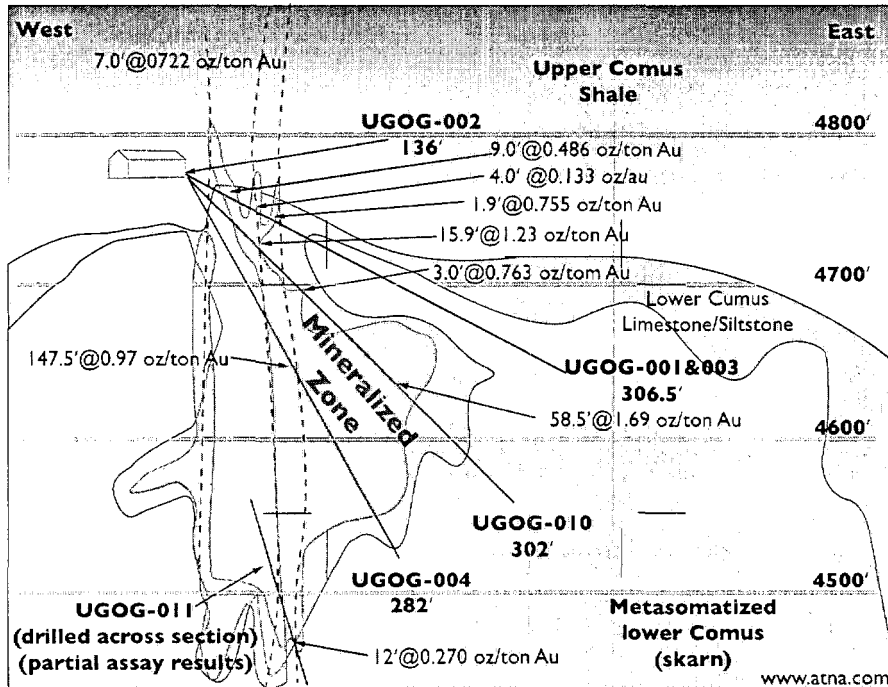 West
East
7.0'@0722 oz/ton Au
Upper Comus
Shale
UGOG-002
136'
4800'
9.0'@0.486 oz/ton Au
4.0' @0.133 oz/au
1.9'@0.755 oz/ton Au
15.9'@1.23 oz/ton Au
3.0'@0.763 oz/tom Au
4700'
Lower Cumus
Limestone/Siltstone
147.5'@0.97 oz/ton Au
Mineralized
Zone
UGOG-001&003
306.5'
58.5'@1.69 oz/ton Au
4600'
UGOG-010
302'
UGOG-004
282'
4500'
UGOG-011
(drilled across section)
(partial assay results)
Metasomatized
lower Comus
(skarn)
12'@0.270 oz/ton Au
www.atna.com